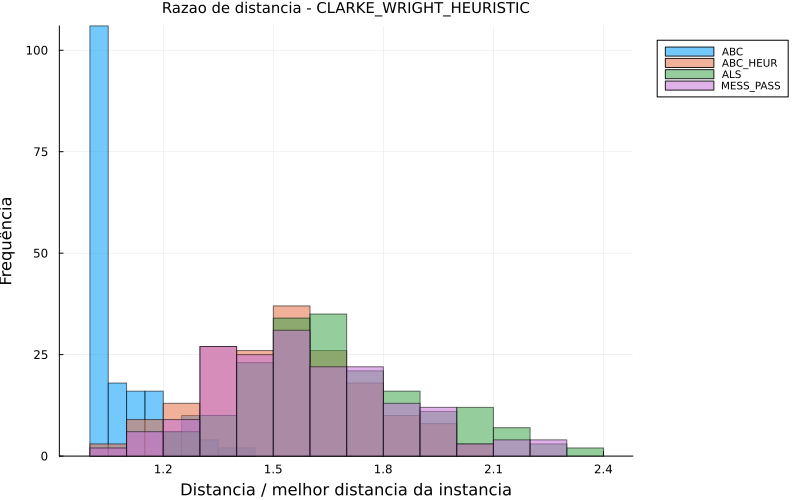 Razao de distancia - CLARKE_WRIGHT_HEURISTIC
ABC
ABC_HEUR
ALS
MESS_PASS
Frequência
100
75
50
25
0
1.2
1.5
1.8
2.1
2.4
Distancia / melhor distancia da instancia